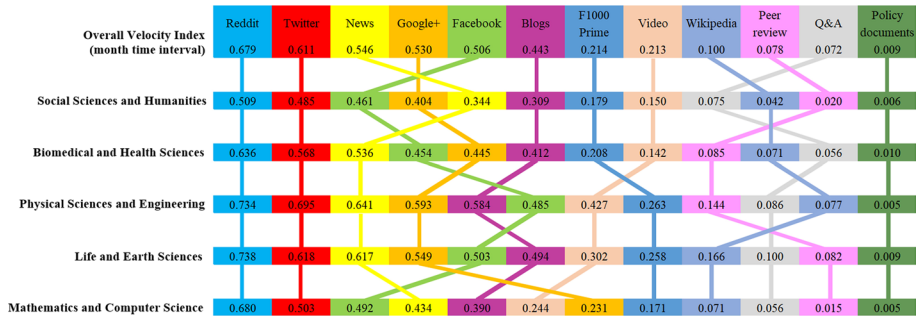 Reddit Twitter News Google+ Facebook Blogs F1000 Prime Video Wikipedia Peer review Q&A Policy documents
Overall Velocity Index (month time interval) 0.679 0.611 0.546 0.530 0.506 0.443 0.214 0.213 0.100 0.078 0.072 0.009
Social Sciences and Humanities 0.509 0.485 0.461 0.404 0.344 0.309 0.179 0.150 0.075 0.042 0.020 0.006
Biomedical and Health Sciences 0.636 0.568 0.536 0.454 0.445 0.412 0.208 0.142 0.085 0.071 0.056 0.010
Physical Sciences and Engineering 0.734 0.695 0.641 0.593 0.584 0.485 0.427 0.263 0.144 0.086 0.077 0.005
Life and Earth Sciences 0.738 0.618 0.617 0.549 0.503 0.494 0.302 0.258 0.166 0.100 0.082 0.009
Mathematics and Computer Science 0.680 0.503 0.492 0.434 0.390 0.244 0.231 0.171 0.071 0.056 0.015 0.005